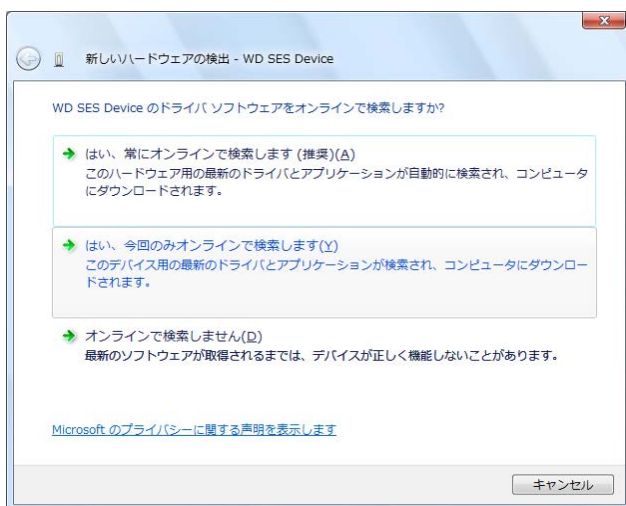 新しいハードウェアの検出 - WD SES Device
WD SES Device のドライバ ソフトウェアをオンラインで検索しますか?
はい、常にオンラインで検索します (推奨)(A)
このハードウェア用の最新のドライバとアプリケーションが自動的に検索され、コンピュータ
にダウンロードされます。
はい、今回のみオンラインで検索します(Y)
このデバイス用の最新のドライバとアプリケーションが検索され、コンピュータにダウンロー
ドされます。
オンラインで検索しません(D)
最新のソフトウェアが取得されるまでは、デバイスが正しく機能しないことがあります。
Microsoft のプライバシーに関する声明を表示します
キャンセル